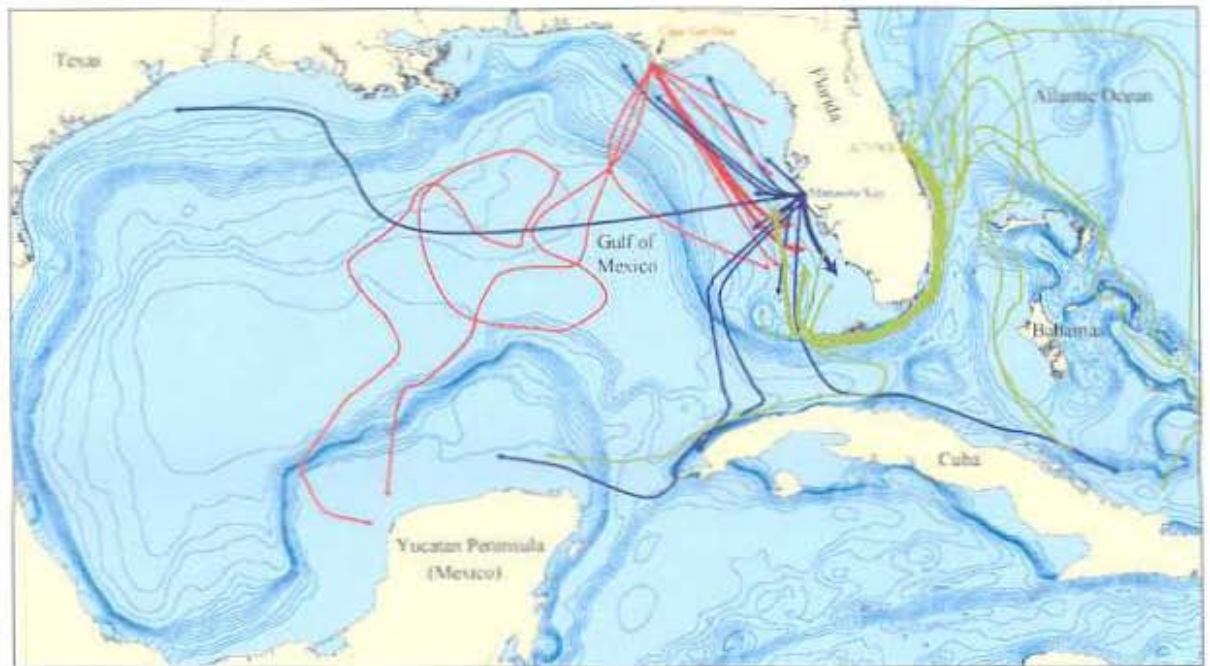 Texas
Florida
Atlantic Ocean
Gulf of
Mexico
Bahamas
Cuba
Yucatan Peninsula
(Mexico)